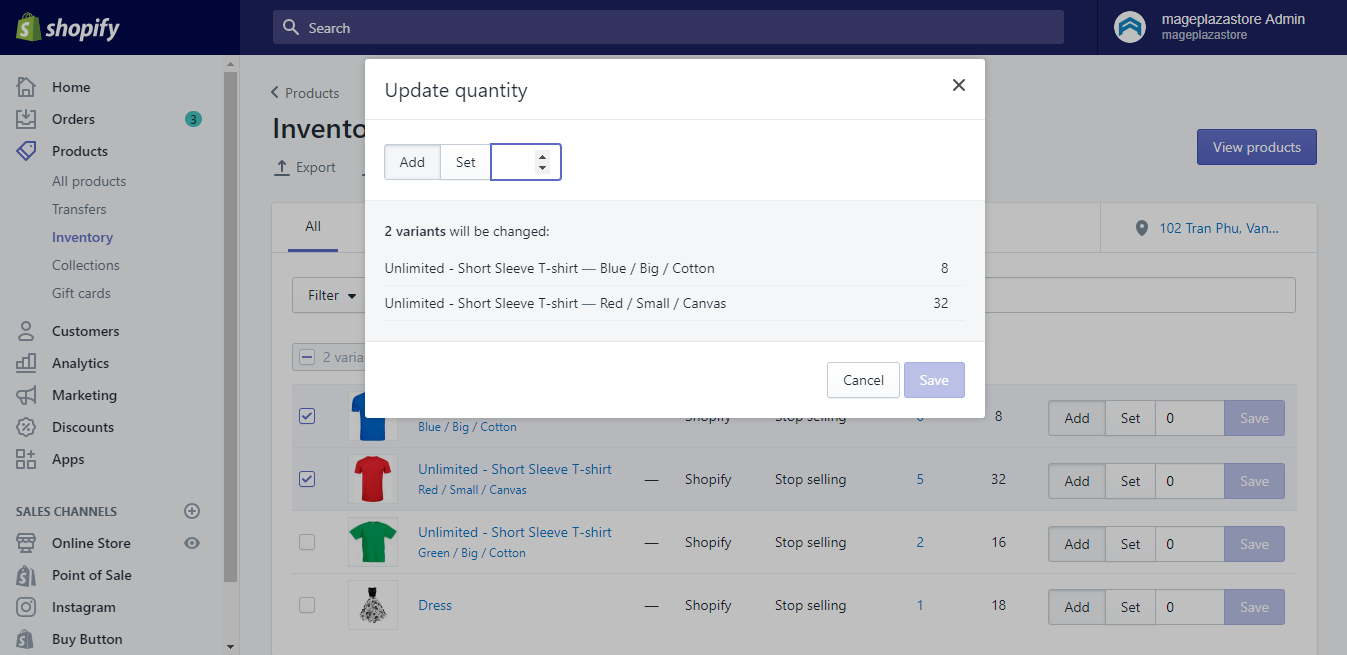 shopify
Search
mageplazastore Admin
mageplazastore
Home
Orders
3
Products
All products
Transfers
Inventory
Collections
Gift cards
Customers
Analytics
Marketing
Discounts
Apps
SALES CHANNELS
Online Store
Point of Sale
Instagram
Buy Button
Products
Invento
Export
View products
All
102 Tran Phu, Van...
Filter
2 varia
Update quantity
Add Set
2 variants will be changed:
Unlimited - Short Sleeve T-shirt — Blue / Big / Cotton 8
Unlimited - Short Sleeve T-shirt — Red / Small / Canvas 32
Cancel Save
Shopify Stop selling 8 Add Set 0 Save
Blue / Big / Cotton
Unlimited - Short Sleeve T-shirt
Red / Small / Canvas
— Shopify Stop selling 5 32 Add Set 0 Save
Unlimited - Short Sleeve T-shirt
Green / Big / Cotton
— Shopify Stop selling 2 16 Add Set 0 Save
Dress — Shopify Stop selling 1 18 Add Set 0 Save